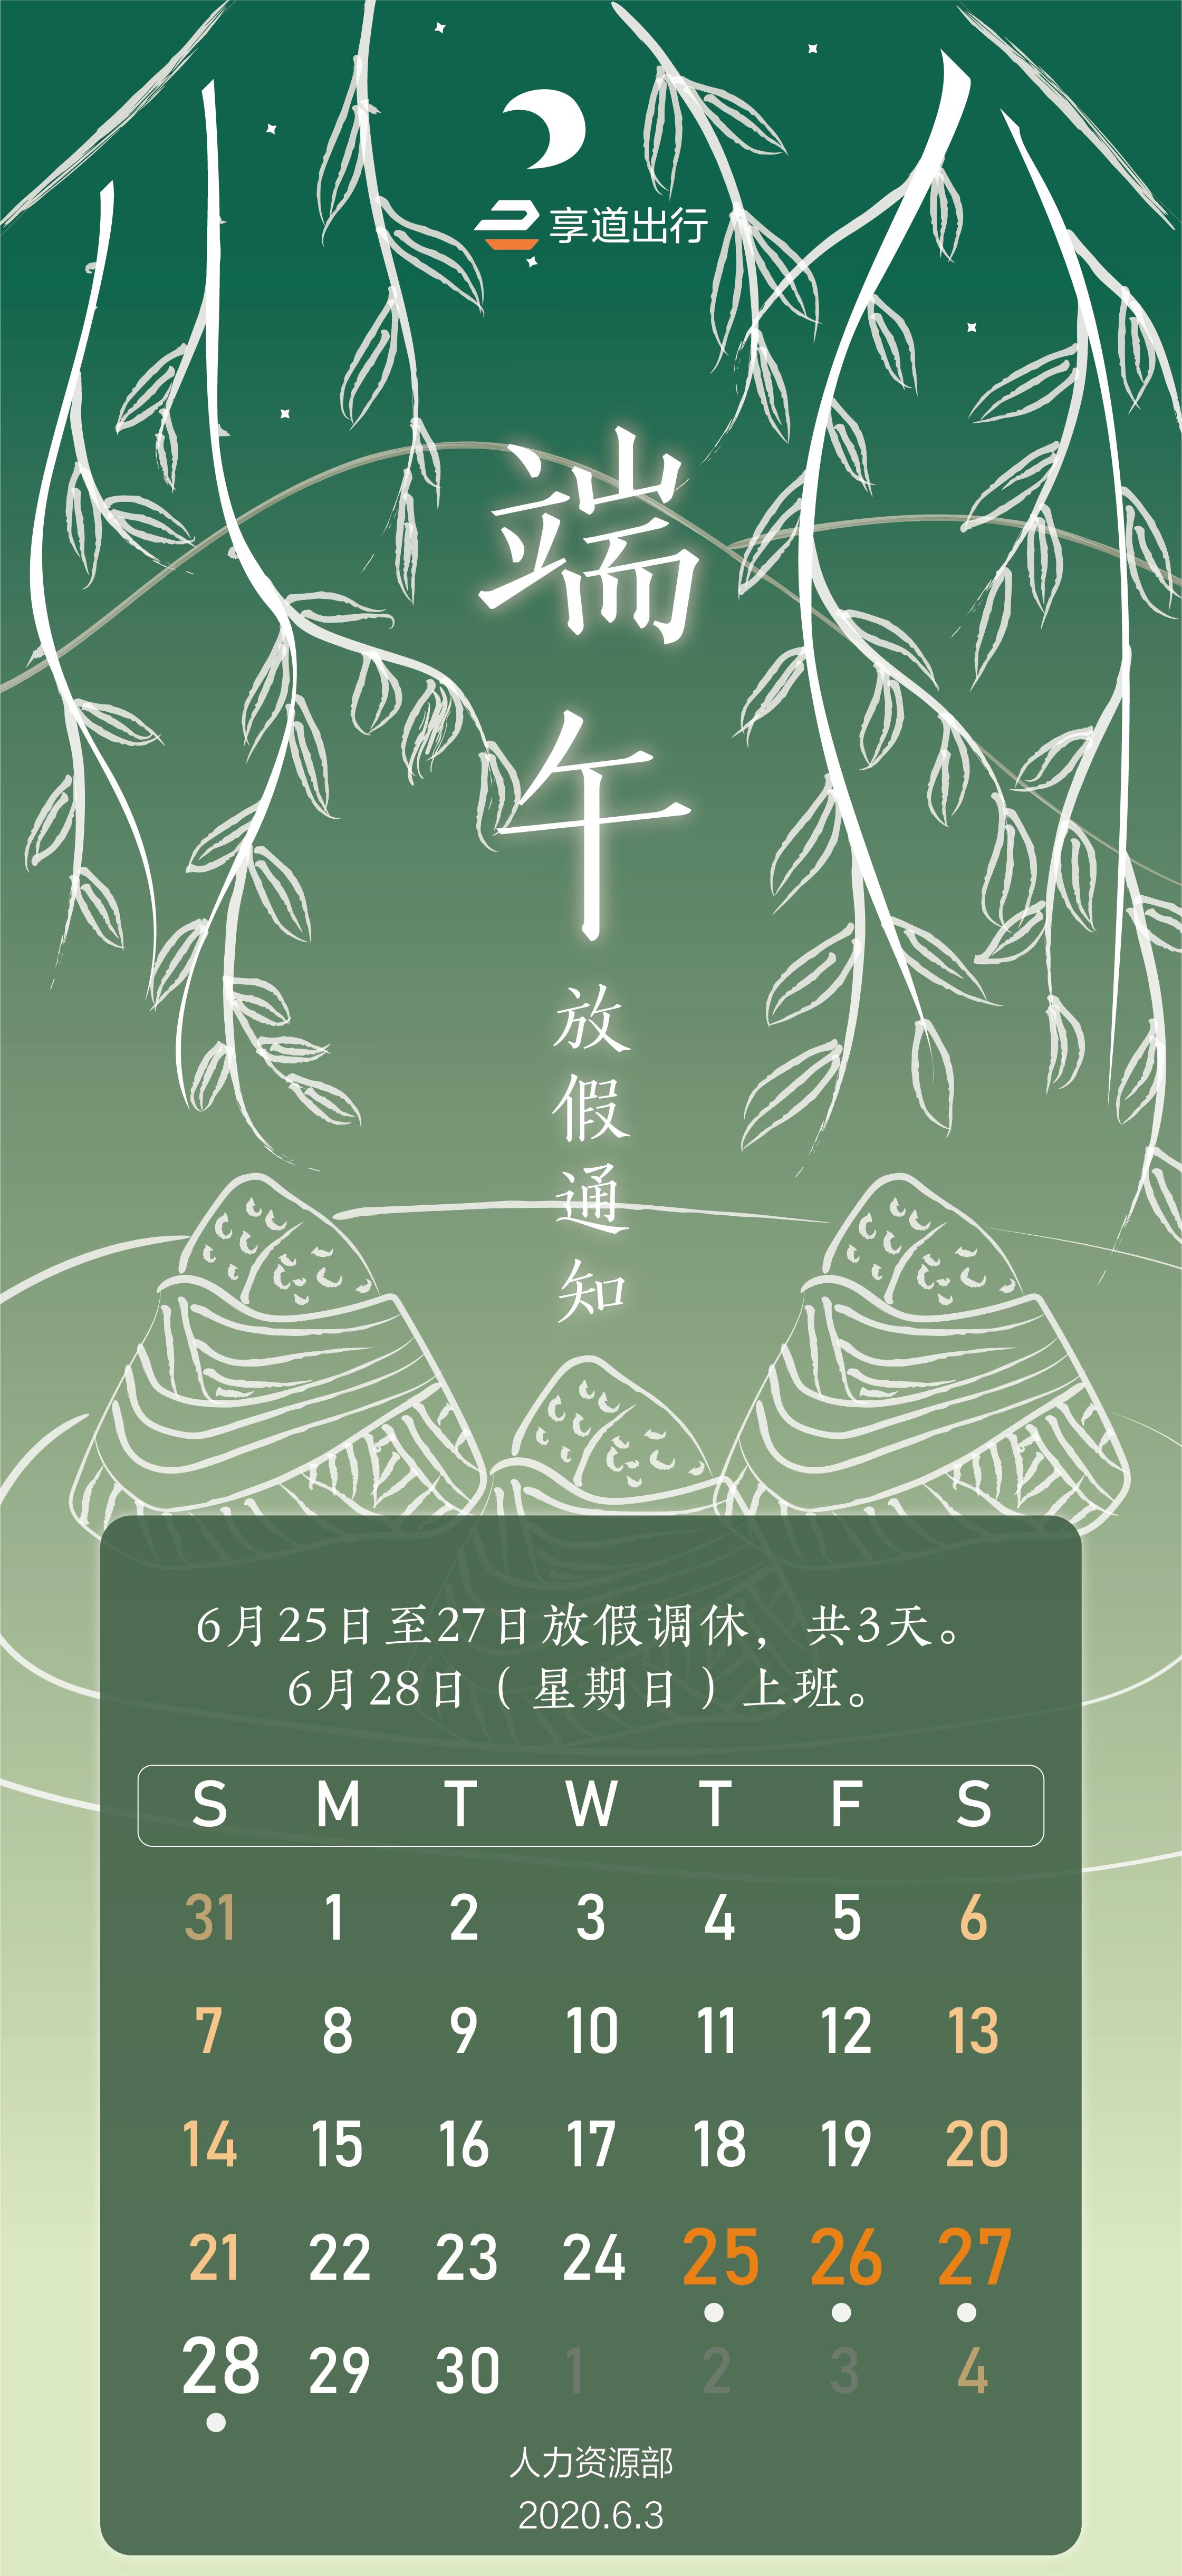 享道出行
端午
放假通知
6月25日至27日放假调休，共3天。
6月28日（星期日）上班。
S M T W T F S
31 1 2 3 4 5 6
7 8 9 10 11 12 13
14 15 16 17 18 19 20
21 22 23 24 25 26 27
28 29 30 1 2 3 4
人力资源部
2020.6.3